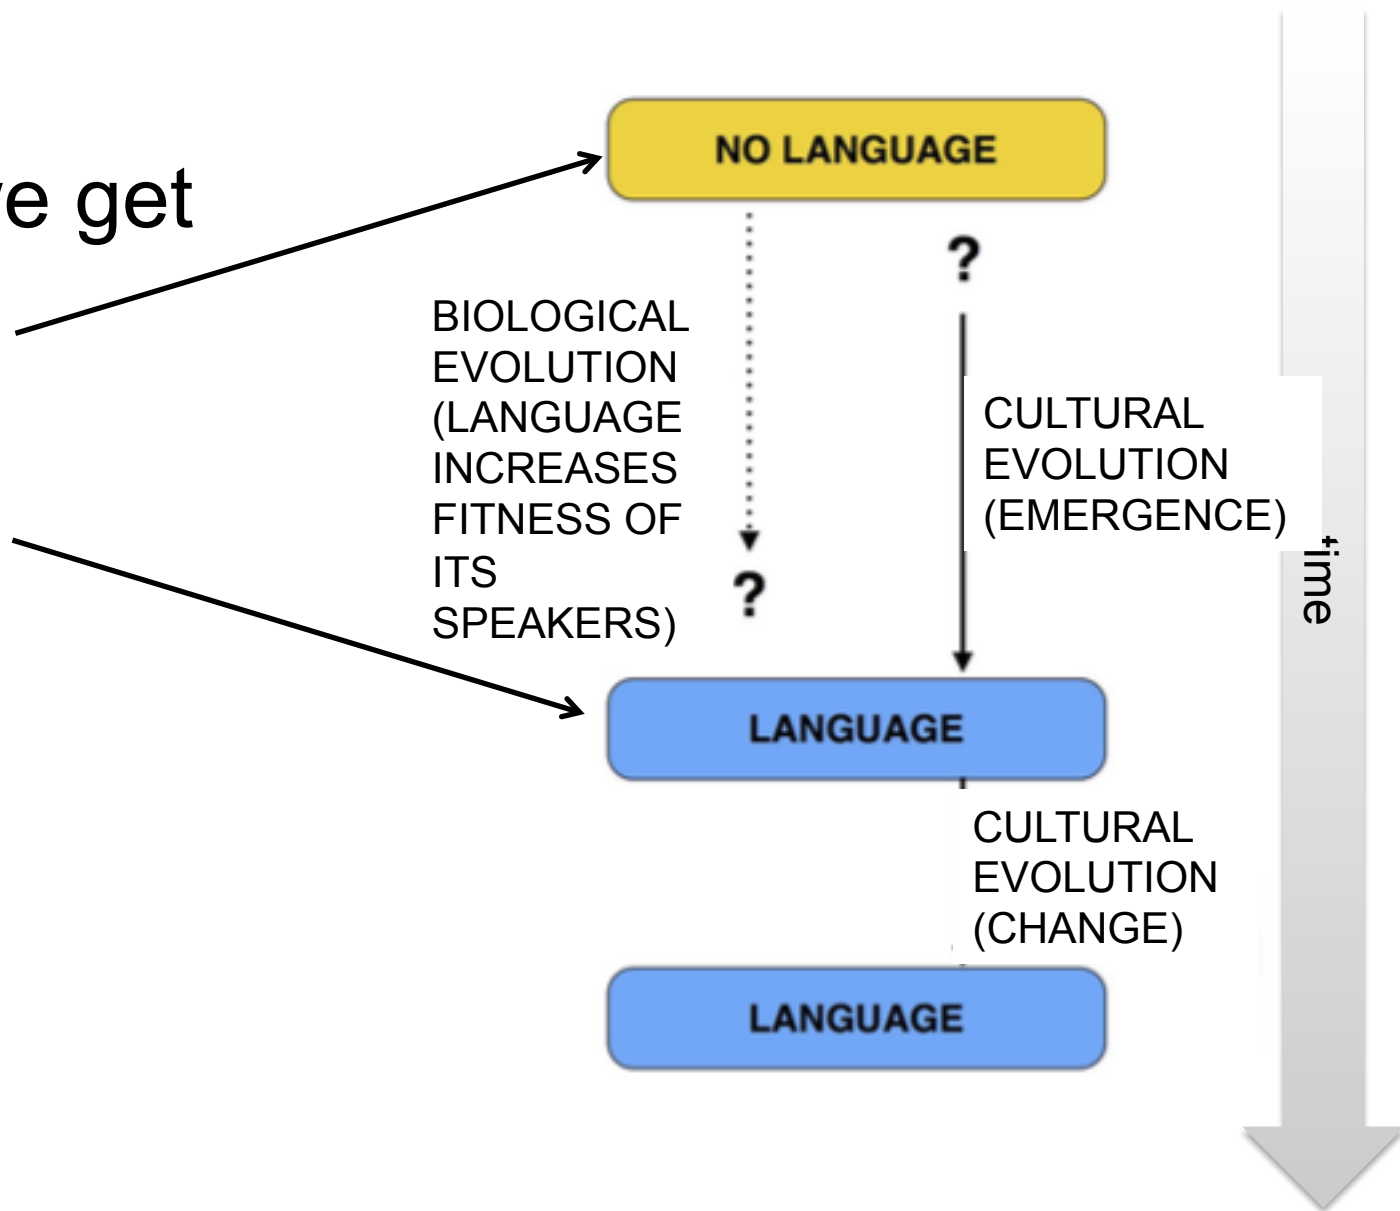 NO LANGUAGE
get
?
BIOLOGICAL
EVOLUTION
(LANGUAGE
INCREASES
FITNESS OF
ITS
SPEAKERS)
?
CULTURAL
EVOLUTION
(EMERGENCE)
time
LANGUAGE
CULTURAL
EVOLUTION
(CHANGE)
LANGUAGE